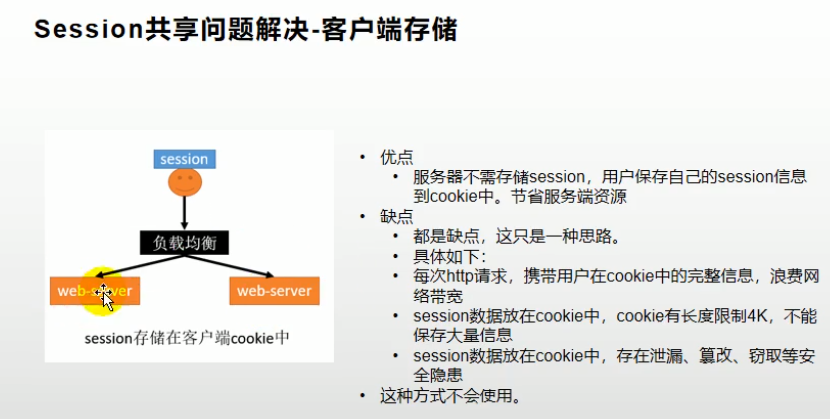 Session共享问题解决-客户端存储
session
负载均衡
web-server
web-server
session存储在客户端cookie中
• 优点
• 服务器不需存储session，用户保存自己的session信息
到cookie中。节省服务端资源
• 缺点
• 都是缺点，这只是一种思路。
• 具体如下：
• 每次http请求，携带用户在cookie中的完整信息，浪费网
络带宽
• session数据放在cookie中，cookie有长度限制4K，不能
保存大量信息
• session数据放在cookie中，存在泄漏、篡改、窃取等安
全隐患
• 这种方式不会使用。